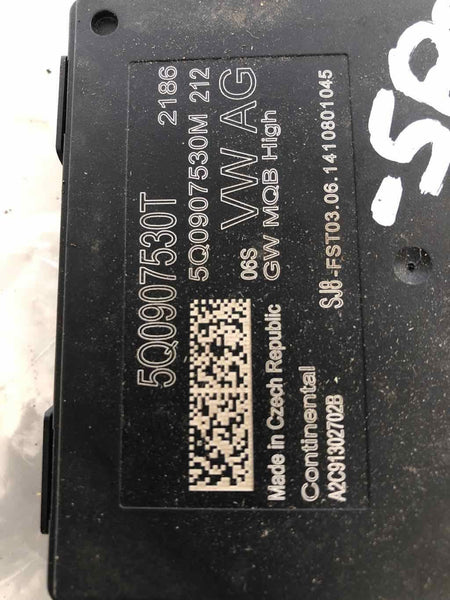 5Q0907530T 2186
5Q0907530M 212
06S VW AG
GW MQB High
Made in Czech Republic
Continental SJ8-FST03.06.1410801045
A2C91302702B